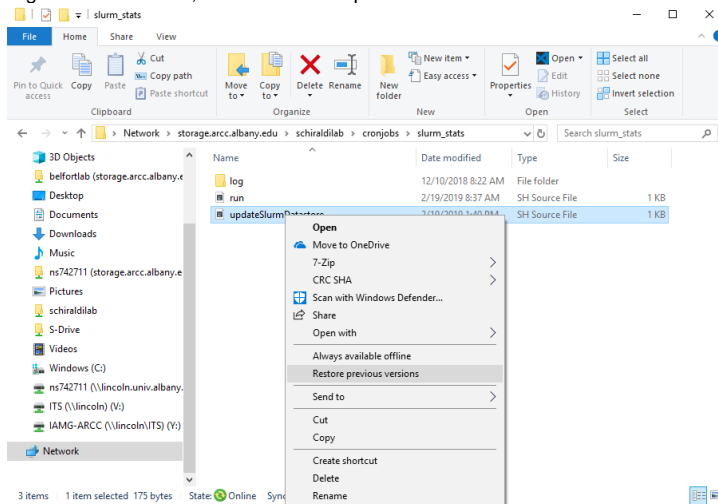 slurm_stats
File Home Share View
Pin to Quick access
Copy
Paste
Cut
Copy path
Paste shortcut
Clipboard
Move to
Copy to
Delete
Rename
Organize
New folder
New item
Easy access
New
Properties
Open
Edit
History
Open
Select all
Select none
Invert selection
Select
Network > storage.arcc.albany.edu > schiraldilab > cronjobs > slurm_stats
Search slurm_stats
Name Date modified Type Size
3D Objects
belfortlab (storage.arcc.albany.e
Desktop
Documents
Downloads
Music
ns742711 (storage.arcc.albany.e
Pictures
schiraldilab
S-Drive
Videos
Windows (C:)
ns742711 (\\lincoln.univ.albany.
ITS (\\lincoln) (V:)
IAMG-ARCC (\\lincoln\ITS) (Y:)
Network
log 12/10/2018 8:22 AM File folder
run 2/19/2019 8:37 AM SH Source File 1 KB
updateSlurmDatastore 2/19/2019 1:40 PM SH Source File 1 KB
Open
Move to OneDrive
7-Zip
CRC SHA
Scan with Windows Defender...
Share
Open with
Always available offline
Restore previous versions
Send to
Cut
Copy
Create shortcut
Delete
Rename
3 items 1 item selected 175 bytes State: Online Sync